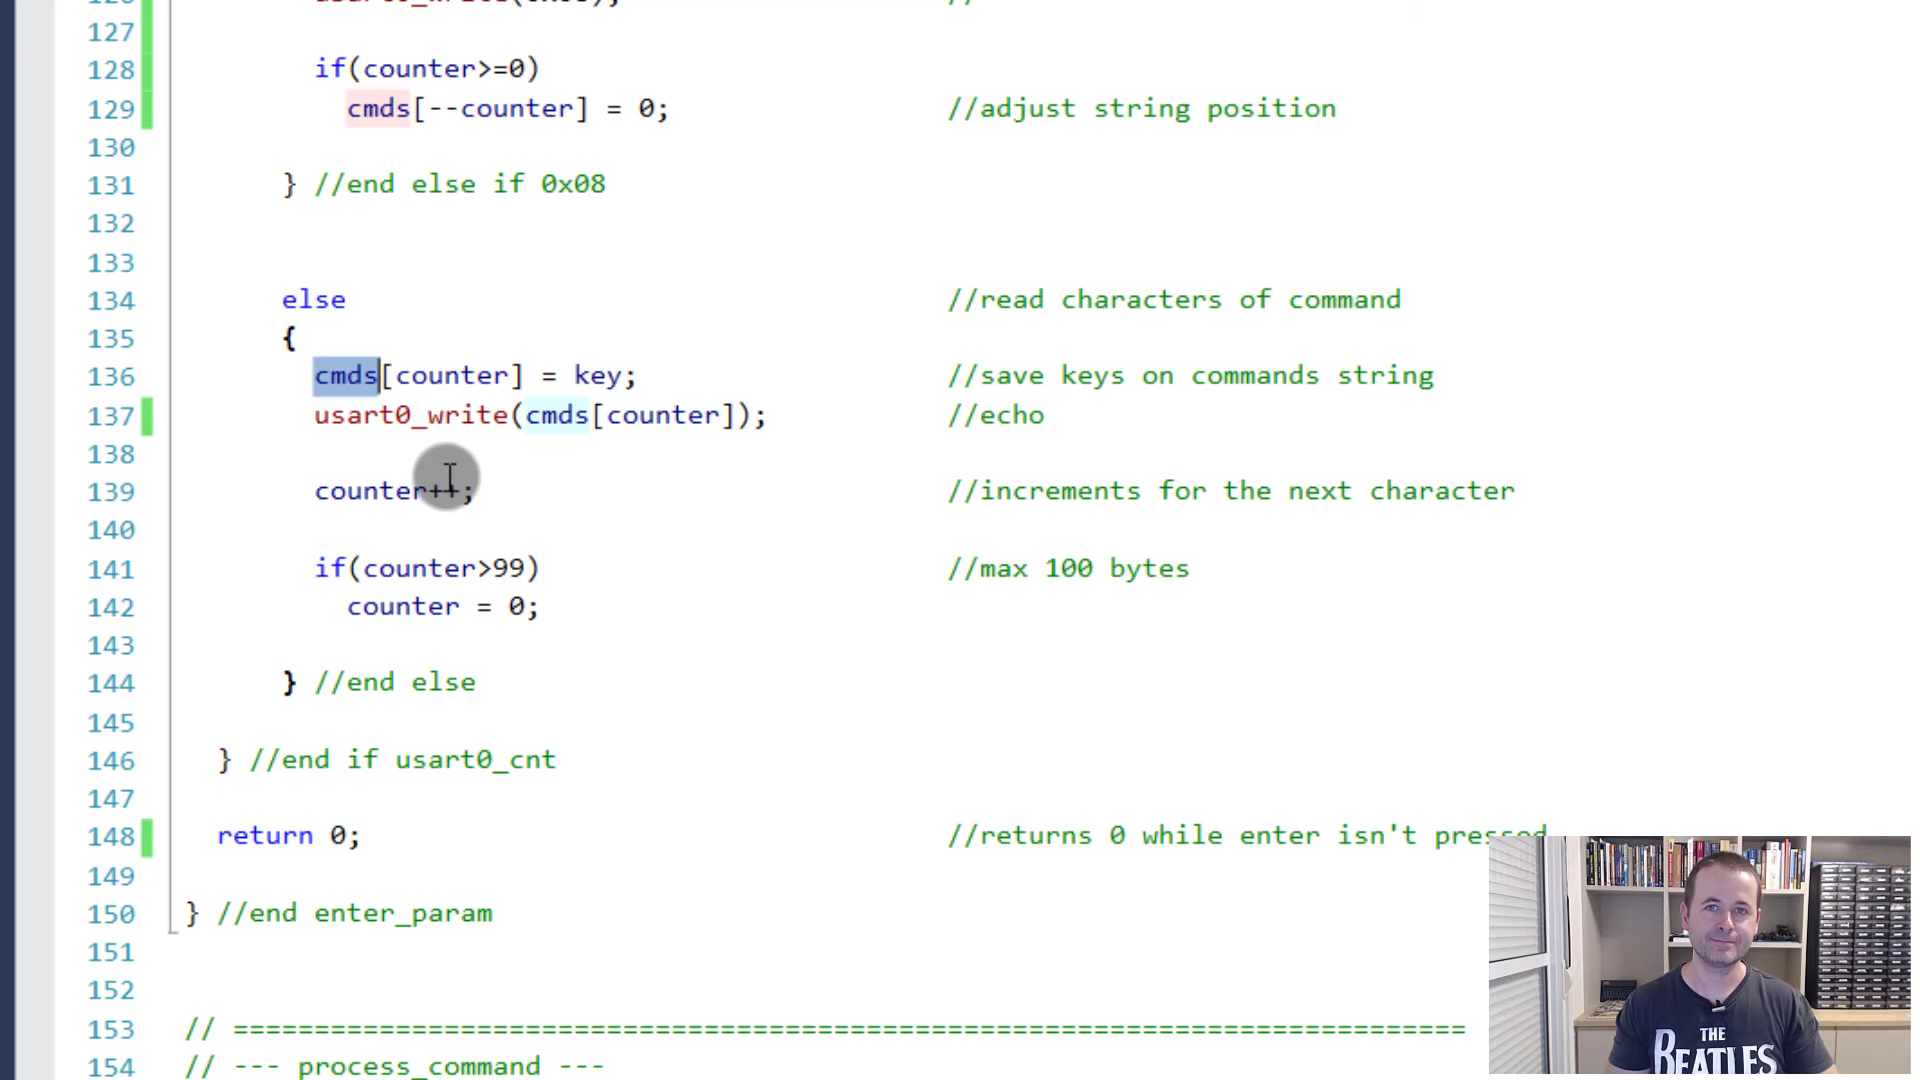 127
128 if(counter>=0)
129 cmds[--counter] = 0; //adjust string position
130
131 } //end else if 0x08
132
133
134 else //read characters of command
135 {
136 cmds[counter] = key; //save keys on commands string
137 usart0_write(cmds[counter]); //echo
138
139 counter++; //increments for the next character
140
141 if(counter>99) //max 100 bytes
142 counter = 0;
143
144 } //end else
145
146 } //end if usart0_cnt
147
148 return 0; //returns 0 while enter isn't pressed
149
150 } //end enter_param
151
152
153 // ============================================================================
154 // --- process_command ---
THE
BEATLES